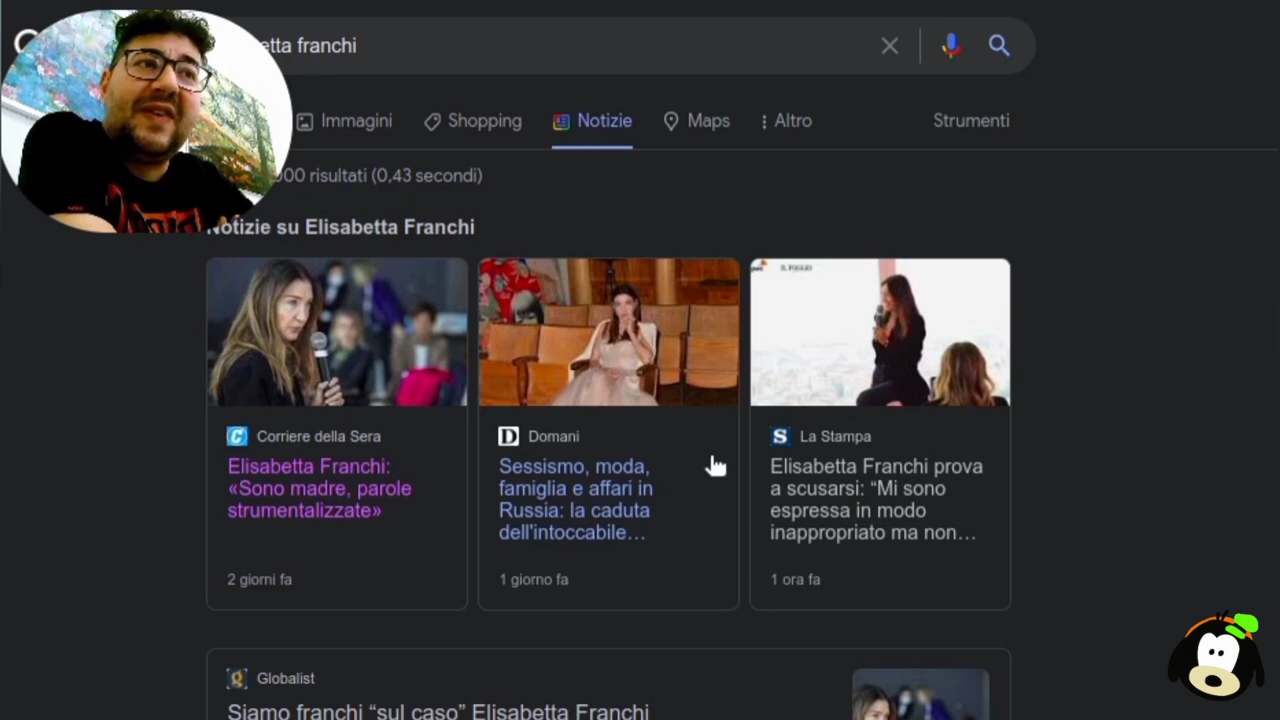 etta franchi
Immagini
Shopping
Notizie
Maps
Altro
Strumenti
000 risultati (0,43 secondi)
Notizie su Elisabetta Franchi
IL FOGLIO
Corriere della Sera
Elisabetta Franchi:
«Sono madre, parole
strumentalizzate»
2 giorni fa
Domani
Sessismo, moda,
famiglia e affari in
Russia: la caduta
dell'intoccabile…
1 giorno fa
La Stampa
Elisabetta Franchi prova
a scusarsi: “Mi sono
espressa in modo
inappropriato ma non…
1 ora fa
Globalist
Siamo franchi “sul caso” Elisabetta Franchi